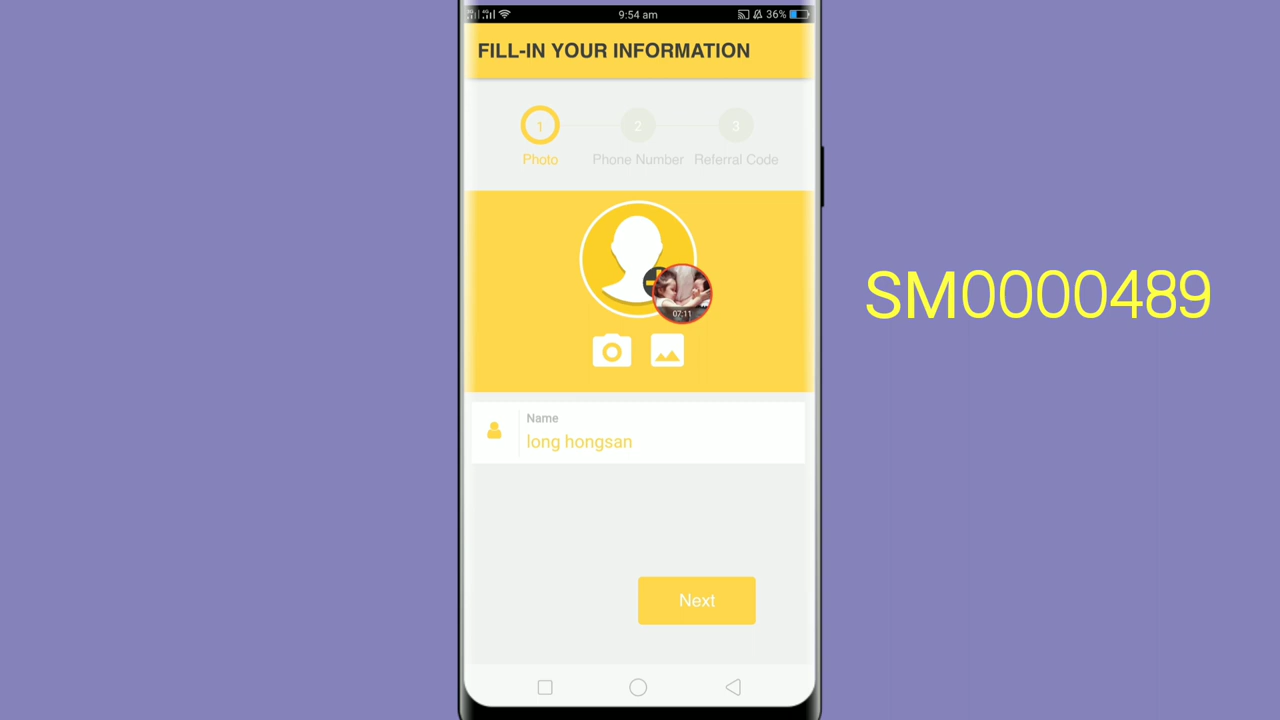 9:54 am
36%
FILL-IN YOUR INFORMATION
1
2
3
Photo
Phone Number
Referral Code
07:11
SM0000489
Name
long hongsan
Next